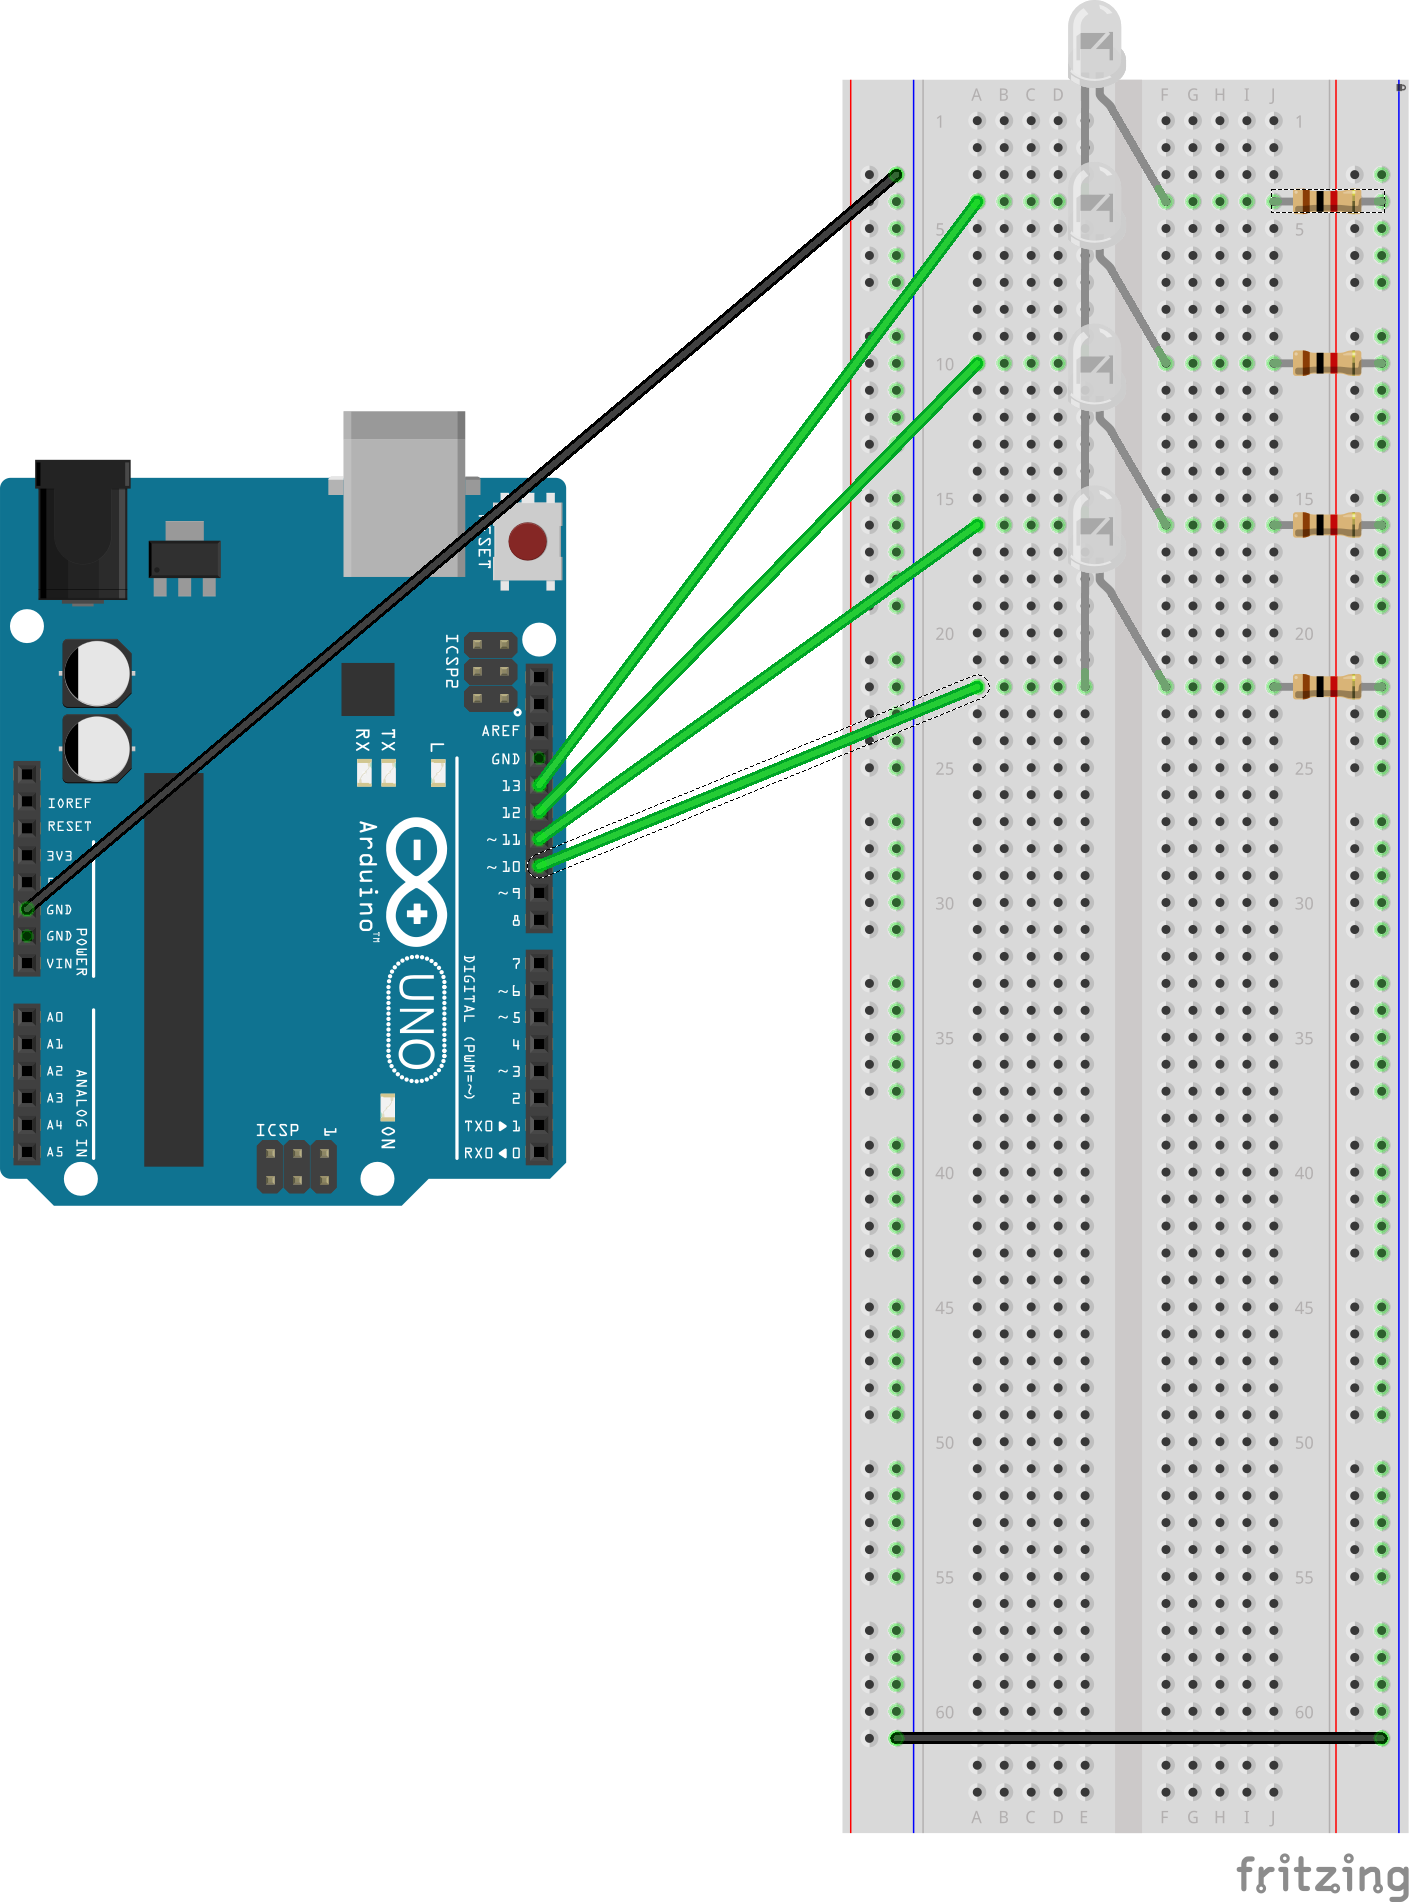 A B C D F G H I J
1 1
5 5
10
15 15
20 20
25 25
30 30
35 35
40 40
45 45
50 50
55 55
60 60
A B C D E F G H I J
ICSP2
AREF
GND
13
12
~11
~10
~9
8
7
~6
~5
4
~3
2
TX0▶1
RX0◀0
RX TX L
IOREF
RESET
3V3
GND
GND
VIN
POWER
A0
A1
A2
A3
A4
A5
ANALOG IN
Arduino™
UNO
DIGITAL (PWM=~)
ICSP 1
ON
fritzing